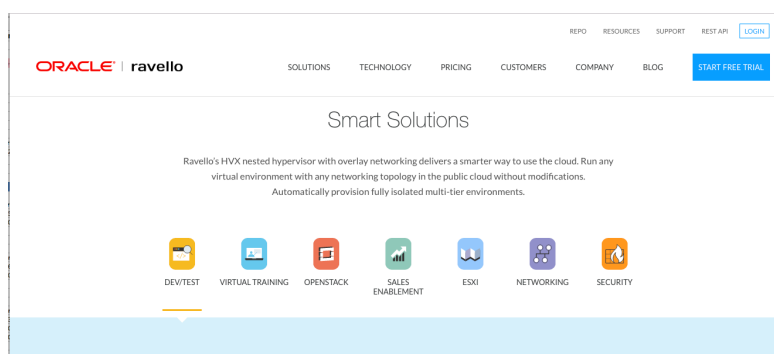 REPO RESOURCES SUPPORT REST API LOGIN
ORACLE® | ravello SOLUTIONS TECHNOLOGY PRICING CUSTOMERS COMPANY BLOG START FREE TRIAL
Smart Solutions
Ravello's HVX nested hypervisor with overlay networking delivers a smarter way to use the cloud. Run any
virtual environment with any networking topology in the public cloud without modifications.
Automatically provision fully isolated multi-tier environments.
DEV/TEST VIRTUAL TRAINING OPENSTACK SALES ESXI NETWORKING SECURITY
ENABLEMENT